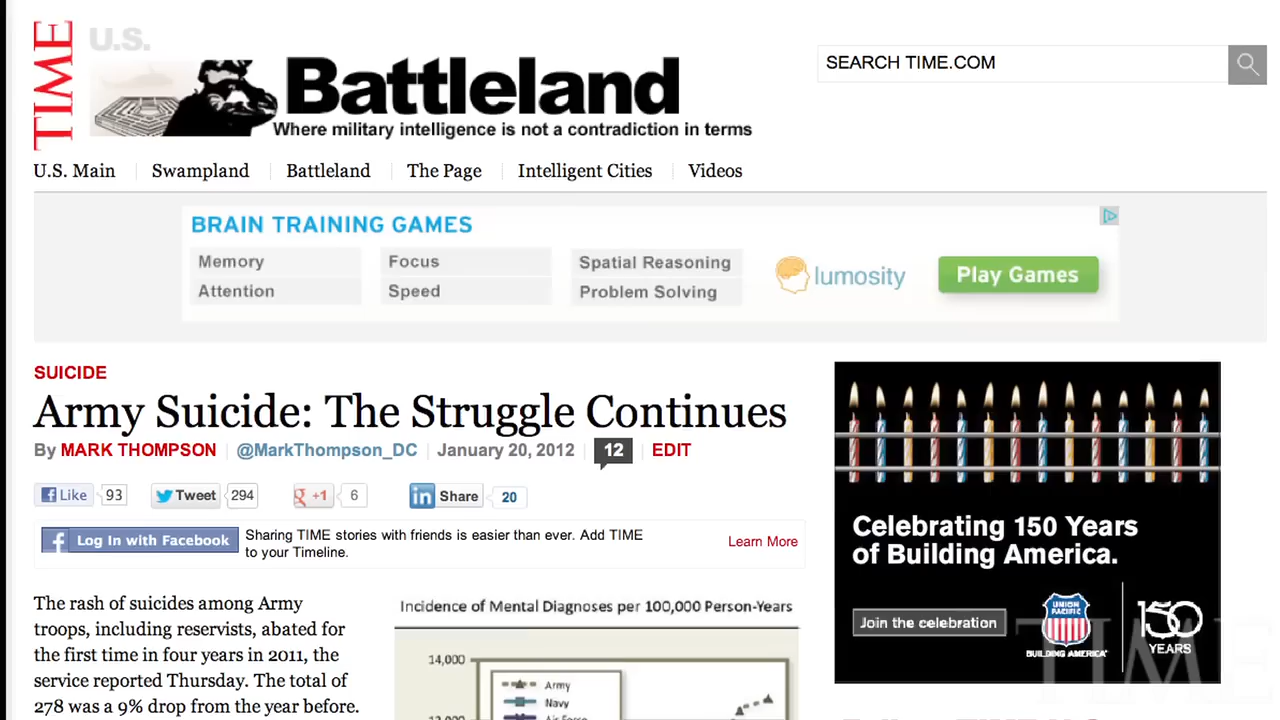 TIME
U.S.
Battleland
Where military intelligence is not a contradiction in terms
SEARCH TIME.COM
U.S. Main
Swampland
Battleland
The Page
Intelligent Cities
Videos
BRAIN TRAINING GAMES
Memory
Focus
Spatial Reasoning
Attention
Speed
Problem Solving
lumosity
Play Games
SUICIDE
Army Suicide: The Struggle Continues
By MARK THOMPSON @MarkThompson_DC January 20, 2012 12 EDIT
Like 93
Tweet 294
+1 6
in Share 20
Log In with Facebook
Sharing TIME stories with friends is easier than ever. Add TIME
to your Timeline.
Learn More
The rash of suicides among Army
troops, including reservists, abated for
the first time in four years in 2011, the
service reported Thursday. The total of
278 was a 9% drop from the year before.
Incidence of Mental Diagnoses per 100,000 Person-Years
14,000
Army
Navy
Air Force
Celebrating 150 Years
of Building America.
Join the celebration
UNION
PACIFIC
BUILDING AMERICA
150
YEARS
TIME